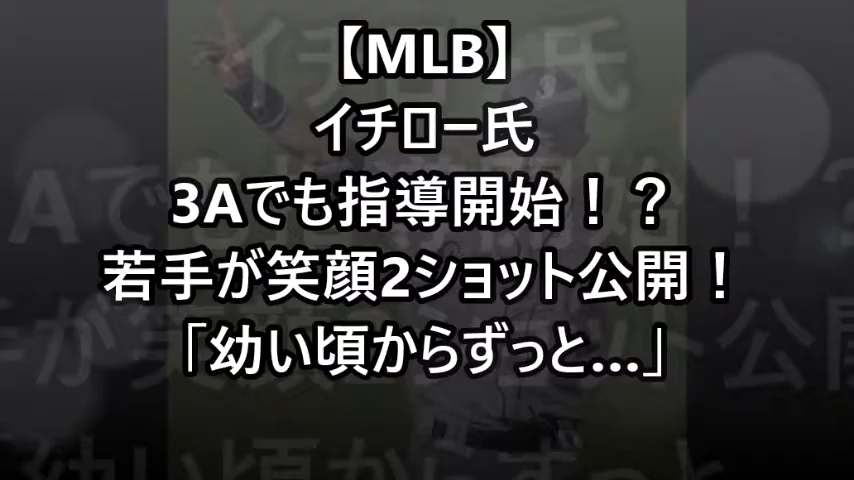 【MLB】
イチロー氏
3Aでも指導開始！？
若手が笑顔2ショット公開！
「幼い頃からずっと…」